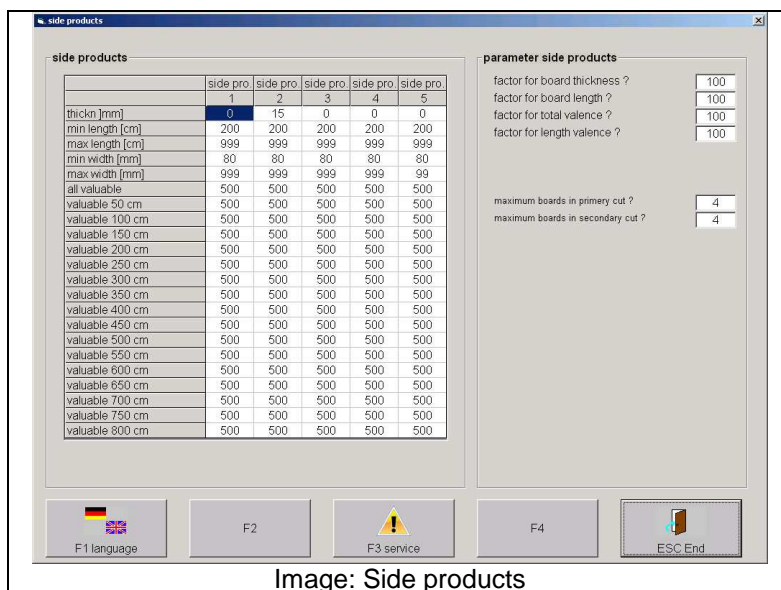 side products
side products
side pro. side pro. side pro. side pro. side pro.
1 2 3 4 5
thickn ]mm] 0 15 0 0 0
min length [cm] 200 200 200 200 200
max length [cm] 999 999 999 999 999
min width [mm] 80 80 80 80 80
max width [mm] 999 999 999 999 99
all valuable 500 500 500 500 500
valuable 50 cm 500 500 500 500 500
valuable 100 cm 500 500 500 500 500
valuable 150 cm 500 500 500 500 500
valuable 200 cm 500 500 500 500 500
valuable 250 cm 500 500 500 500 500
valuable 300 cm 500 500 500 500 500
valuable 350 cm 500 500 500 500 500
valuable 400 cm 500 500 500 500 500
valuable 450 cm 500 500 500 500 500
valuable 500 cm 500 500 500 500 500
valuable 550 cm 500 500 500 500 500
valuable 600 cm 500 500 500 500 500
valuable 650 cm 500 500 500 500 500
valuable 700 cm 500 500 500 500 500
valuable 750 cm 500 500 500 500 500
valuable 800 cm 500 500 500 500 500
parameter side products
factor for board thickness ? 100
factor for board length ? 100
factor for total valence ? 100
factor for length valence ? 100
maximum boards in primery cut ? 4
maximum boards in secondary cut ? 4
F1 language
F2
F3 service
F4
ESC End
Image: Side products